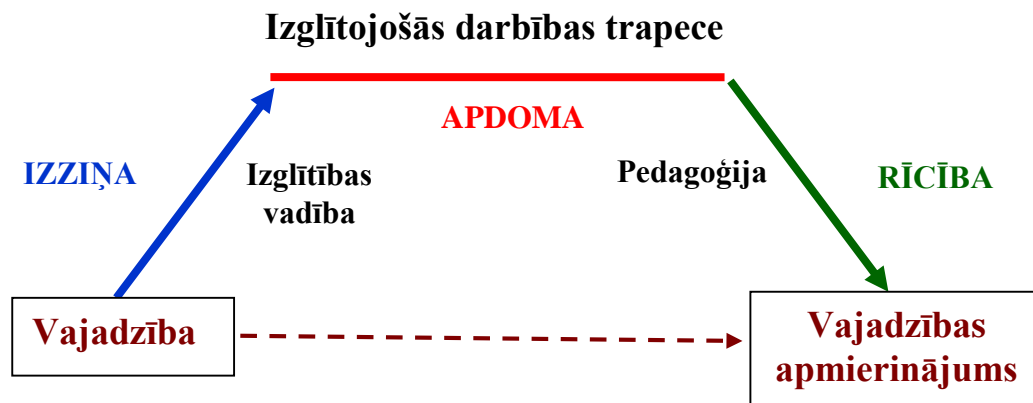 Izglītojošās darbības trapece
APDOMA
IZZIŅA
Izglītības
vadība
Pedagoģija
RĪCĪBA
Vajadzība
Vajadzības
apmierinājums